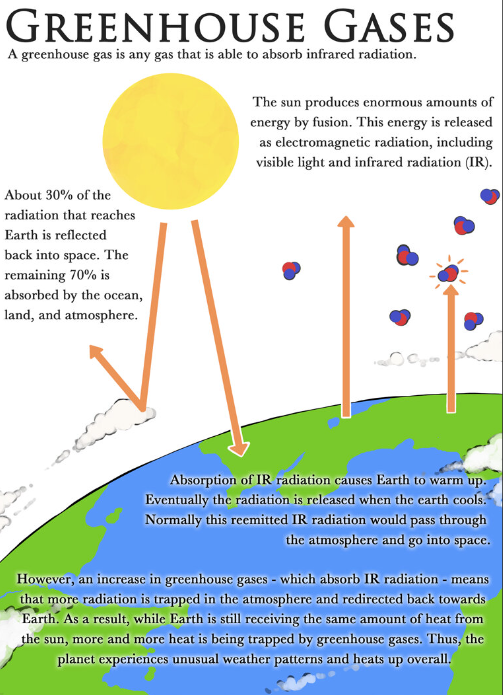 GREENHOUSE GASES
A greenhouse gas is any gas that is able to absorb infrared radiation.
The sun produces enormous amounts of
energy by fusion. This energy is released
as electromagnetic radiation, including
visible light and infrared radiation (IR).
About 30% of the
radiation that reaches
Earth is reflected
back into space. The
remaining 70% is
absorbed by the ocean,
land, and atmosphere.
Absorption of IR radiation causes Earth to warm up.
Eventually the radiation is released when the earth cools.
Normally this reemitted IR radiation would pass through
the atmosphere and go into space.
However, an increase in greenhouse gases - which absorb IR radiation - means
that more radiation is trapped in the atmosphere and redirected back towards
Earth. As a result, while Earth is still receiving the same amount of heat from
the sun, more and more heat is being trapped by greenhouse gases. Thus, the
planet experiences unusual weather patterns and heats up overall.